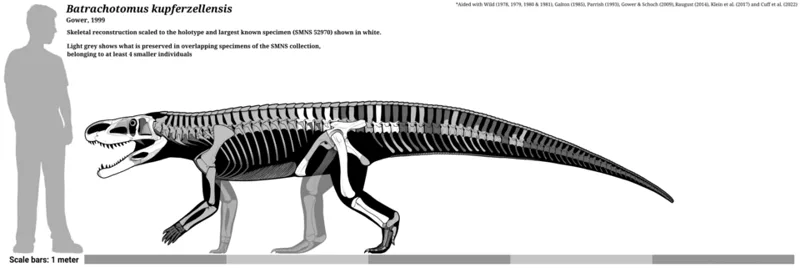 Batrachotomus kupferzellensis
*Aided with Wild (1978, 1979, 1980 & 1981), Galton (1985), Parrish (1993), Gower & Schoch (2009), Baugust (2014), Klein et al. (2017) and Cuff et al. (2022)
Gower, 1999
Skeletal reconstruction scaled to the holotype and largest known specimen (SMNS 52970) shown in white.
Light grey shows what is preserved in overlapping specimens of the SMNS collection,
belonging to at least 4 smaller individuals
Scale bars: 1 meter